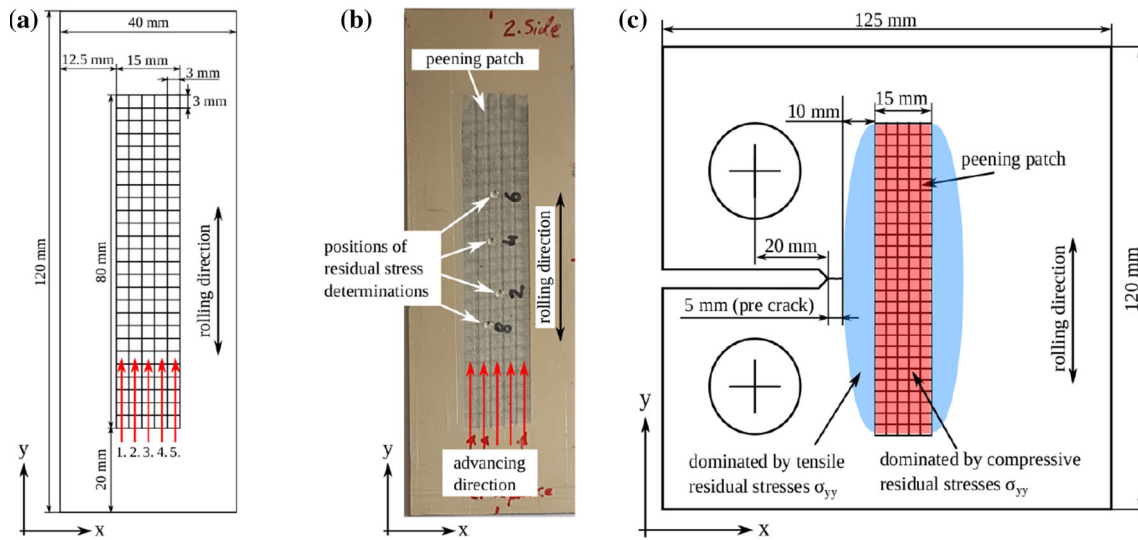 (a)
40 mm
12.5 mm
15 mm
3 mm
3 mm
120 mm
80 mm
rolling direction
1. 2. 3. 4. 5.
20 mm
y
x
(b)
2. Side
peening patch
6
4
2
8
positions of
residual stress
determinations
rolling direction
advancing
direction
y
x
(c)
125 mm
10 mm
15 mm
peening patch
20 mm
5 mm (pre crack)
rolling direction
120 mm
y
dominated by tensile
residual stresses σyy
dominated by compressive
residual stresses σyy
x